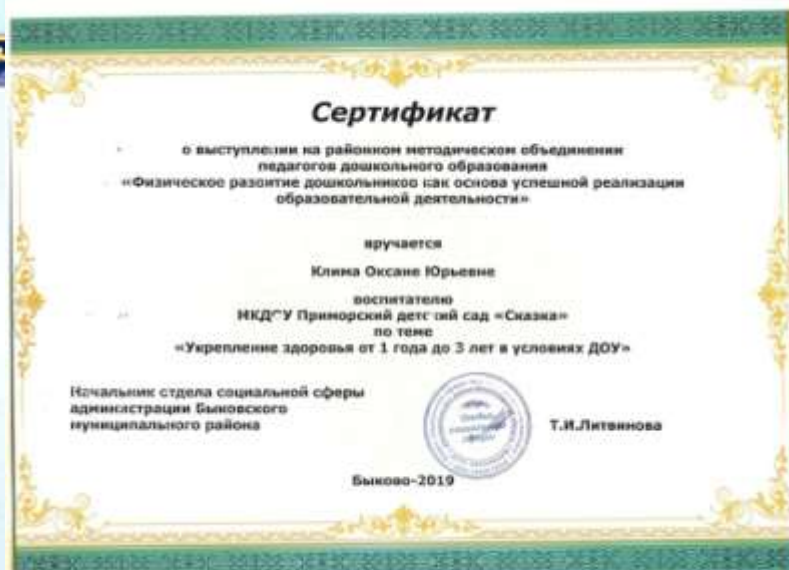 Сертификат
о выступлении на районном методическом объединении
педагогов дошкольного образования
«Физическое развитие дошкольников как основа успешной реализации
образовательной деятельности»
вручается
Клима Оксане Юрьевне
воспитателю
МКДОУ Приморский детский сад «Сказка»
по теме
«Укрепление здоровья от 1 года до 3 лет в условиях ДОУ»
Начальник отдела социальной сферы
администрации Быковского
муниципального района
Т.И.Литвинова
Быково-2019